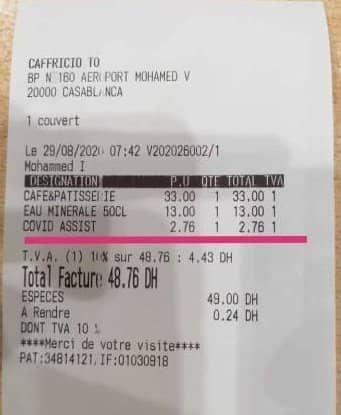 CAFFRICIO TO
BP N 160 AERO PORT MOHAMED V
20000 CASABLANCA
1 couvert
Le 29/08/2020 07:42 V202026002/1
Mohammed I
DESIGNATION P.U QTE TOTAL TVA
CAFE&PATISSERIE 33.00 1 33.00 1
EAU MINERALE 50CL 13.00 1 13.00 1
COVID ASSIST 2.76 1 2.76 1
T.V.A. (1) 10% sur 48.76 : 4.43 DH
Total Facture 48.76 DH
ESPECES 49.00 DH
A Rendre 0.24 DH
DONT TVA 10 %
****Merci de votre visite****
PAT:34814121,IF:01030918